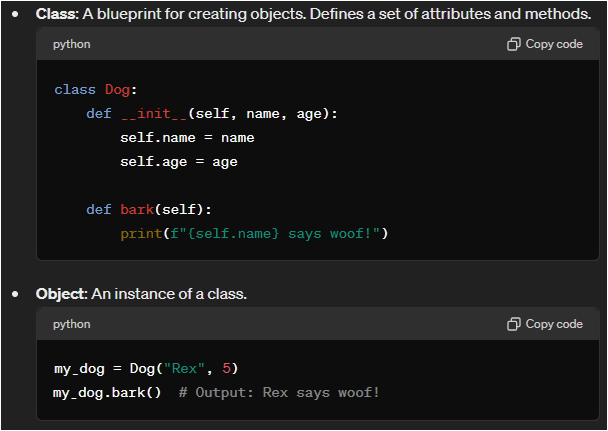 • Class: A blueprint for creating objects. Defines a set of attributes and methods.
python Copy code
class Dog:
    def __init__(self, name, age):
        self.name = name
        self.age = age

    def bark(self):
        print(f"{self.name} says woof!")
• Object: An instance of a class.
python Copy code
my_dog = Dog("Rex", 5)
my_dog.bark()  # Output: Rex says woof!